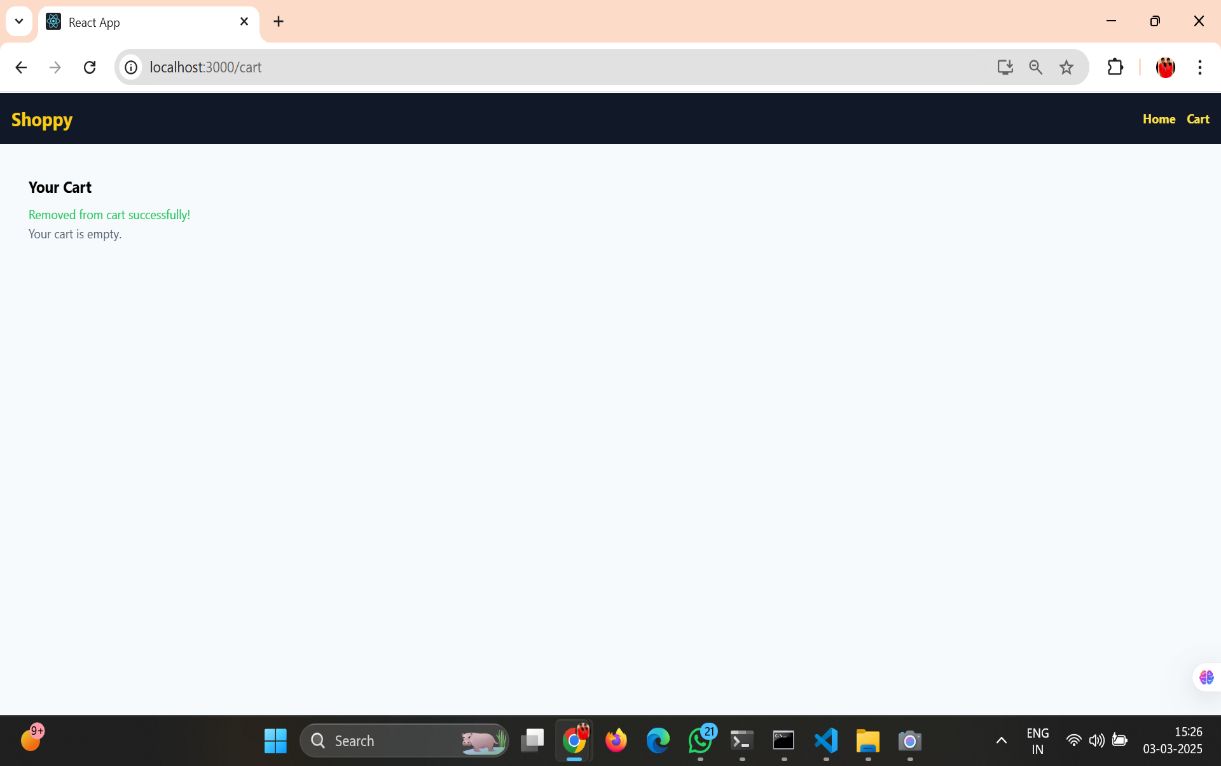 React App
localhost:3000/cart
Shoppy
Home Cart
Your Cart
Removed from cart successfully!
Your cart is empty.
9+
Search
21
ENG
IN
15:26
03-03-2025